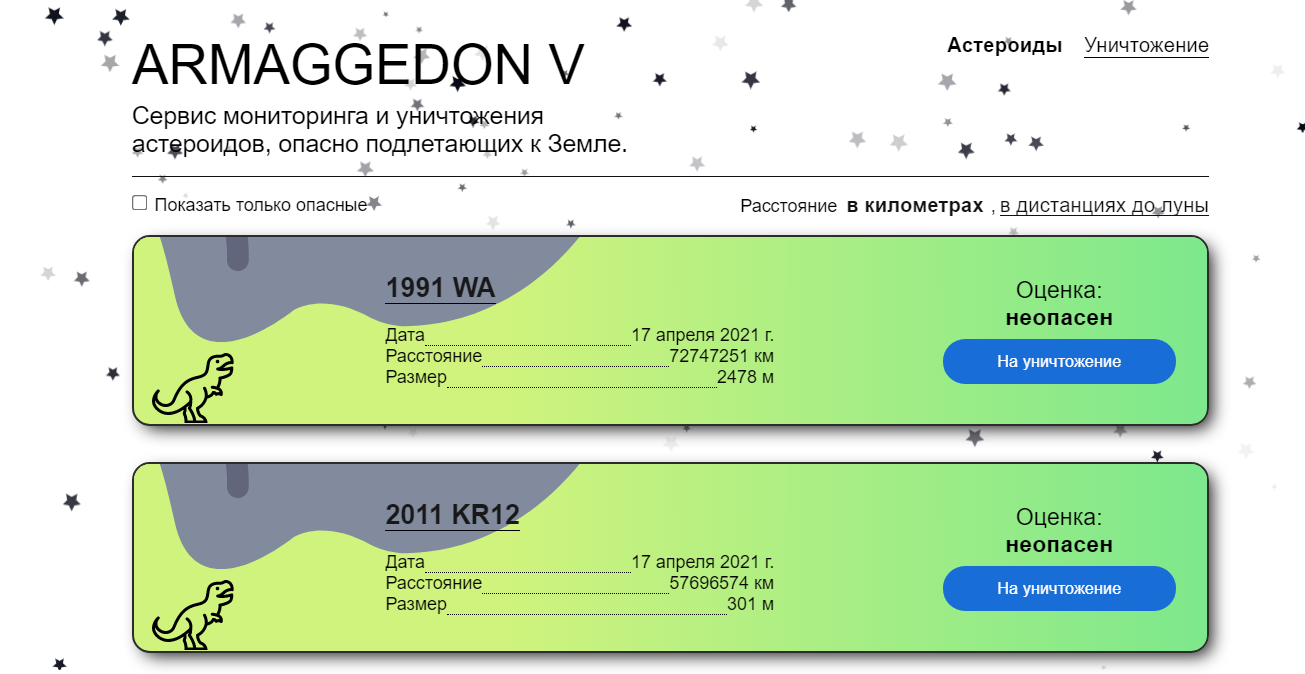 ARMAGGEDON V
Астероиды Уничтожение
Сервис мониторинга и уничтожения
астероидов, опасно подлетающих к Земле.
Показать только опасные
Расстояние в километрах , в дистанциях до луны
1991 WA
Дата 17 апреля 2021 г.
Расстояние 72747251 км
Размер 2478 м
Оценка:
неопасен
На уничтожение
2011 KR12
Дата 17 апреля 2021 г.
Расстояние 57696574 км
Размер 301 м
Оценка:
неопасен
На уничтожение